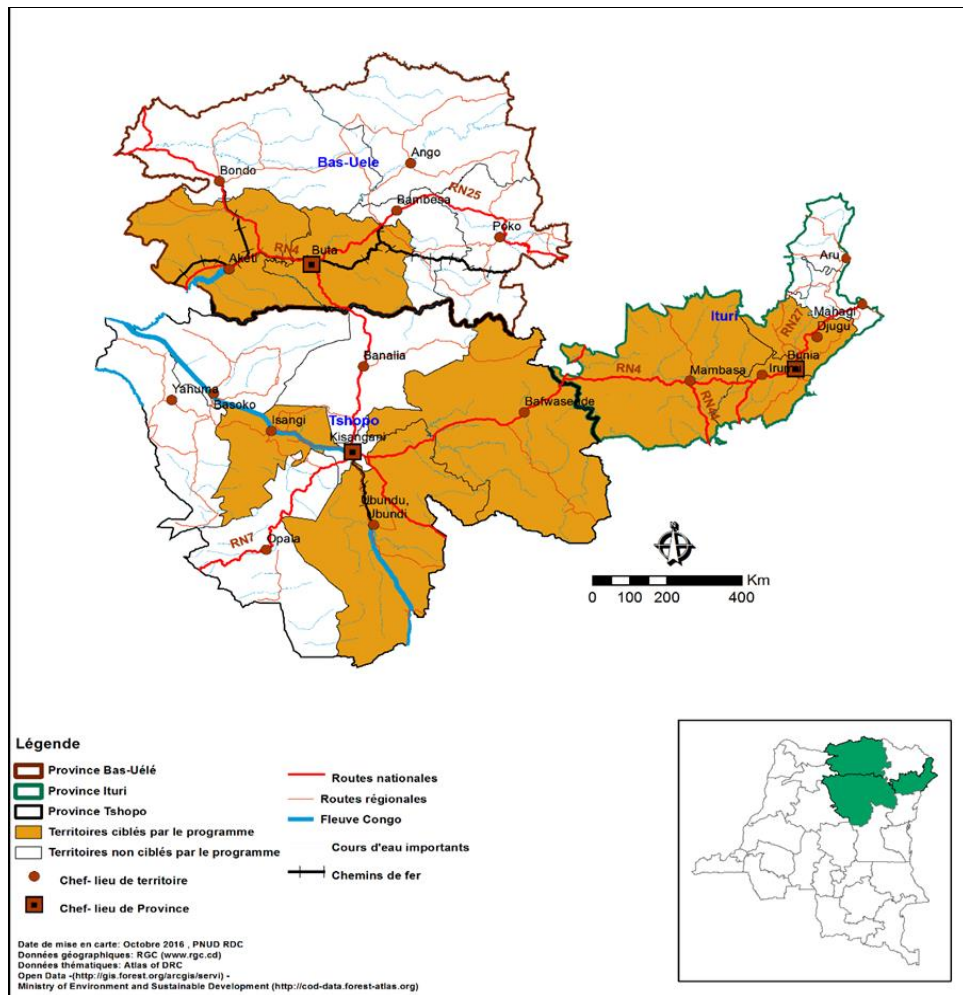 Bas-Uele
Ango
Bondo
Bambesa
RN25
Poko
RN4
Buta
Aketi
Aru
Ituri
RN27
Mahagi
Djugu
Bunia
Irumu
Mambasa
RN4
RN44
Banalia
Yahuma
Basoko
Isangi
Tshopo
Kisangani
Bafwasende
Ubundu,
Ubundi
RN7
Opala
Km
0 100 200 400
Légende
Province Bas-Uélé
Province Ituri
Province Tshopo
Territoires ciblés par le programme
Territoires non ciblés par le programme
Chef- lieu de territoire
Chef- lieu de Province
Routes nationales
Routes régionales
Fleuve Congo
Cours d'eau importants
Chemins de fer
Date de mise en carte: Octobre 2016 , PNUD RDC
Données géographiques: RGC (www.rgc.cd)
Données thématiques: Atlas of DRC
Open Data -(http://gis.forest.org/arcgis/servi) -
Ministry of Environment and Sustainable Development (http://cod-data.forest-atlas.org)